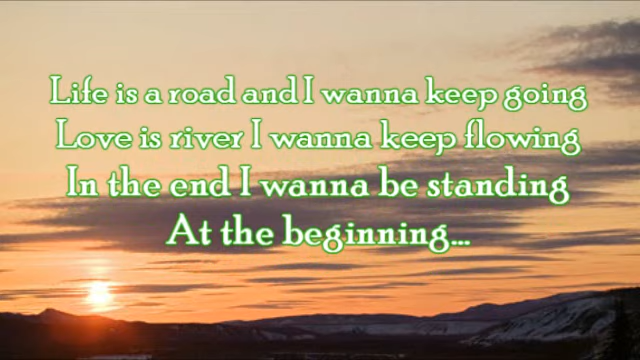 Life is a road and I wanna keep going
Love is river I wanna keep flowing
In the end I wanna be standing
At the beginning...